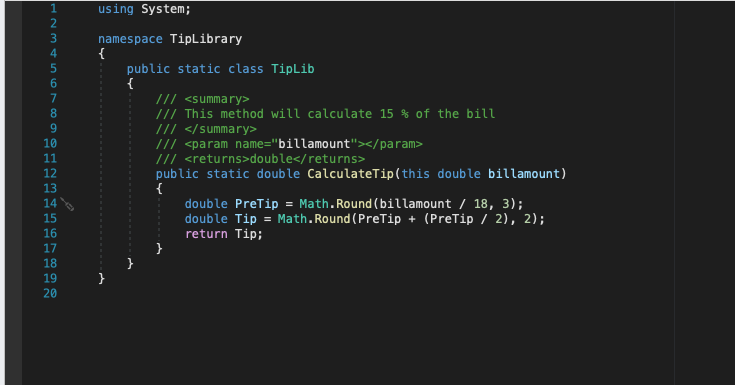 1 using System;
2
3 namespace TipLibrary
4 {
5 public static class TipLib
6 {
7 /// <summary>
8 /// This method will calculate 15 % of the bill
9 /// </summary>
10 /// <param name="billamount"></param>
11 /// <returns>double</returns>
12 public static double CalculateTip(this double billamount)
13 {
14 double PreTip = Math.Round(billamount / 18, 3);
15 double Tip = Math.Round(PreTip + (PreTip / 2), 2);
16 return Tip;
17 }
18 }
19 }
20